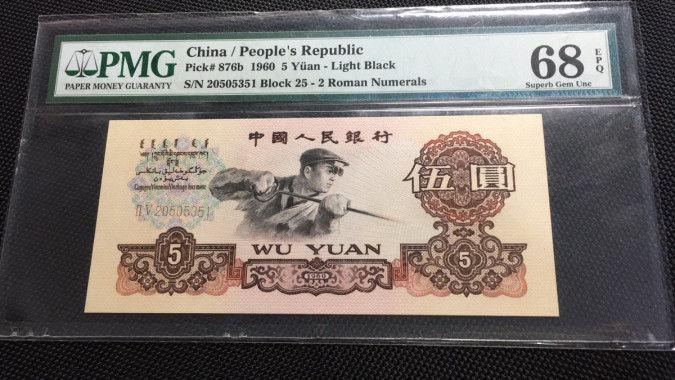 PMG
PAPER MONEY GUARANTY
China / People's Republic
Pick# 876b 1960 5 Yüan - Light Black
S/N 20505351 Block 25 - 2 Roman Numerals
68 EPQ
Superb Gem Unc
中國人民銀行
伍圓
II V 20505351
WU YUAN
5
1960
5